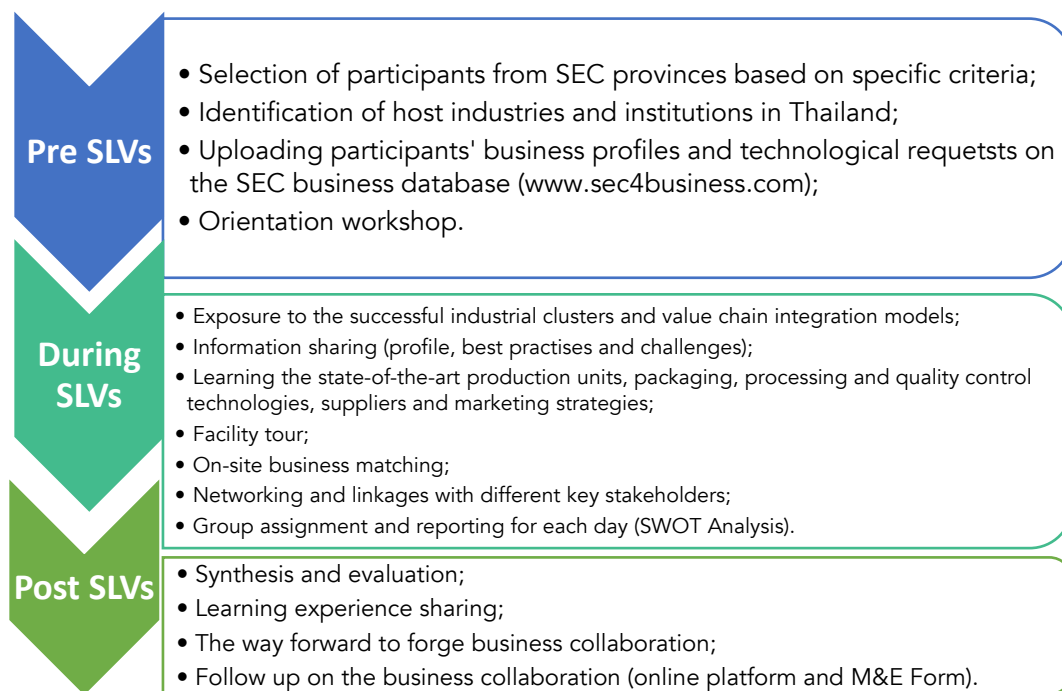 Pre SLVs
• Selection of participants from SEC provinces based on specific criteria;
• Identification of host industries and institutions in Thailand;
• Uploading participants' business profiles and technological requetsts on
the SEC business database (www.sec4business.com);
• Orientation workshop.
During
SLVs
• Exposure to the successful industrial clusters and value chain integration models;
• Information sharing (profile, best practises and challenges);
• Learning the state-of-the-art production units, packaging, processing and quality control
technologies, suppliers and marketing strategies;
• Facility tour;
• On-site business matching;
• Networking and linkages with different key stakeholders;
• Group assignment and reporting for each day (SWOT Analysis).
Post SLVs
• Synthesis and evaluation;
• Learning experience sharing;
• The way forward to forge business collaboration;
• Follow up on the business collaboration (online platform and M&E Form).